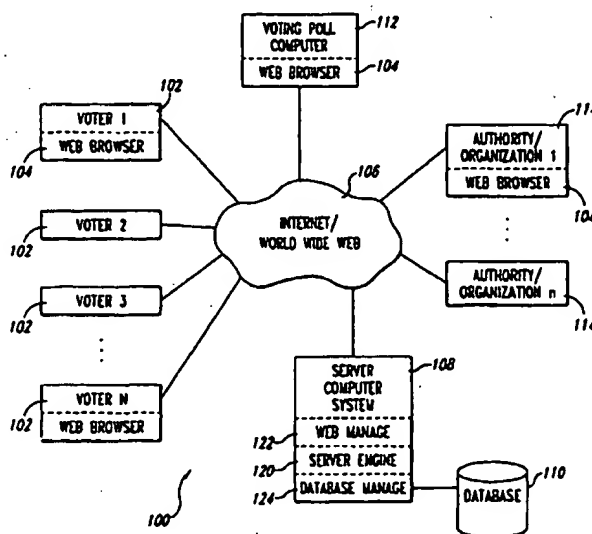 VOTING POLL
COMPUTER
WEB BROWSER
112
104
102
VOTER 1
WEB BROWSER
104
AUTHORITY/
ORGANIZATION 1
WEB BROWSER
106
INTERNET/
WORLD WIDE WEB
102
VOTER 2
102
VOTER 3
AUTHORITY/
ORGANIZATION n
114
102
VOTER N
WEB BROWSER
SERVER
COMPUTER
SYSTEM
108
122
WEB MANAGE
120
SERVER ENGINE
124
DATABASE MANAGE
DATABASE
110
100